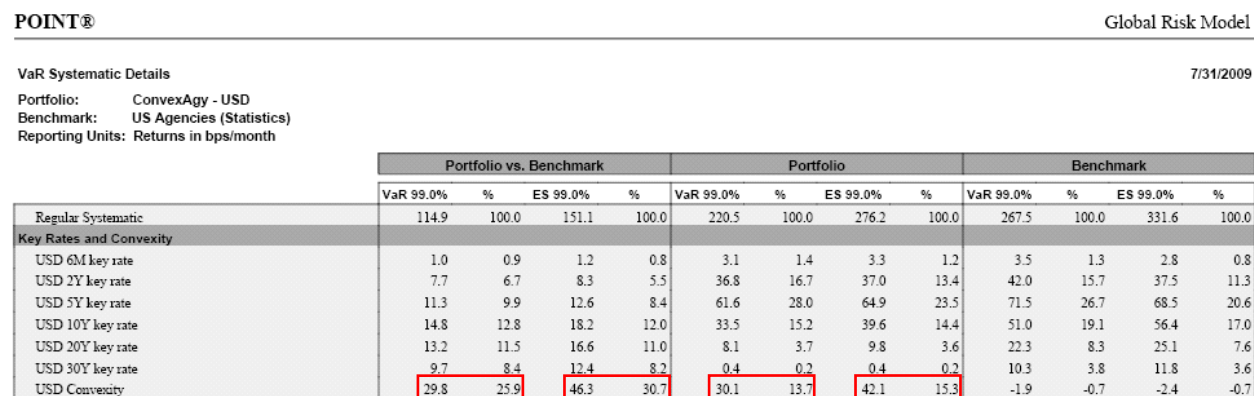 POINT® Global Risk Model
VaR Systematic Details 7/31/2009
Portfolio: ConvexAgy - USD
Benchmark: US Agencies (Statistics)
Reporting Units: Returns in bps/month
Portfolio vs. Benchmark Portfolio Benchmark
VaR 99.0% % ES 99.0% % VaR 99.0% % ES 99.0% % VaR 99.0% % ES 99.0% %
Regular Systematic 114.9 100.0 151.1 100.0 220.5 100.0 276.2 100.0 267.5 100.0 331.6 100.0
Key Rates and Convexity
USD 6M key rate 1.0 0.9 1.2 0.8 3.1 1.4 3.3 1.2 3.5 1.3 2.8 0.8
USD 2Y key rate 7.7 6.7 8.3 5.5 36.8 16.7 37.0 13.4 42.0 15.7 37.5 11.3
USD 5Y key rate 11.3 9.9 12.6 8.4 61.6 28.0 64.9 23.5 71.5 26.7 68.5 20.6
USD 10Y key rate 14.8 12.8 18.2 12.0 33.5 15.2 39.6 14.4 51.0 19.1 56.4 17.0
USD 20Y key rate 13.2 11.5 16.6 11.0 8.1 3.7 9.8 3.6 22.3 8.3 25.1 7.6
USD 30Y key rate 9.7 8.4 12.4 8.2 0.4 0.2 0.4 0.2 10.3 3.8 11.8 3.6
USD Convexity 29.8 25.9 46.3 30.7 30.1 13.7 42.1 15.3 -1.9 -0.7 -2.4 -0.7